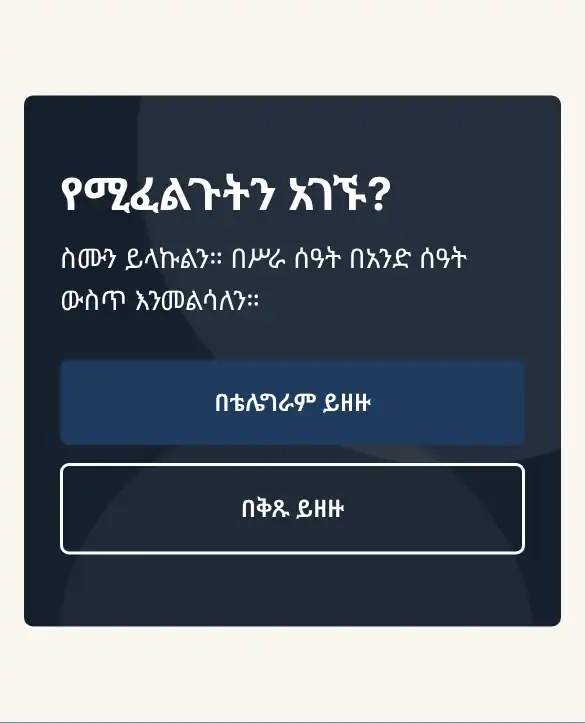 የሚፈልጉትን አገኙ?
ስሙን ይላኩልን። በሥራ ሰዓት በአንድ ሰዓት
ውስጥ እንመልሳለን።
በቴሌግራም ይዘዙ
በቅጹ ይዘዙ